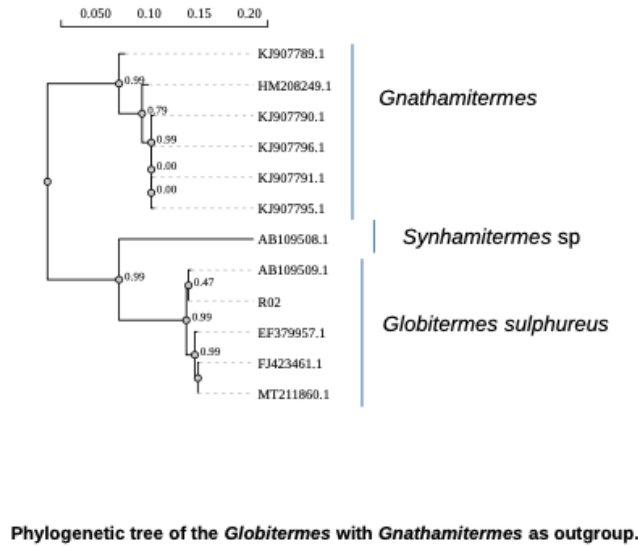 0.050 0.10 0.15 0.20
KJ907789.1
0.99
HM208249.1
Gnathamitermes
0.79
KJ907790.1
0.99
KJ907796.1
0.00
KJ907791.1
0.00
KJ907795.1
AB109508.1
Synhamitermes sp
0.99
AB109509.1
0.47
R02
0.99
Globitermes sulphureus
EF379957.1
0.99
FJ423461.1
MT211860.1
Phylogenetic tree of the Globitermes with Gnathamitermes as outgroup.